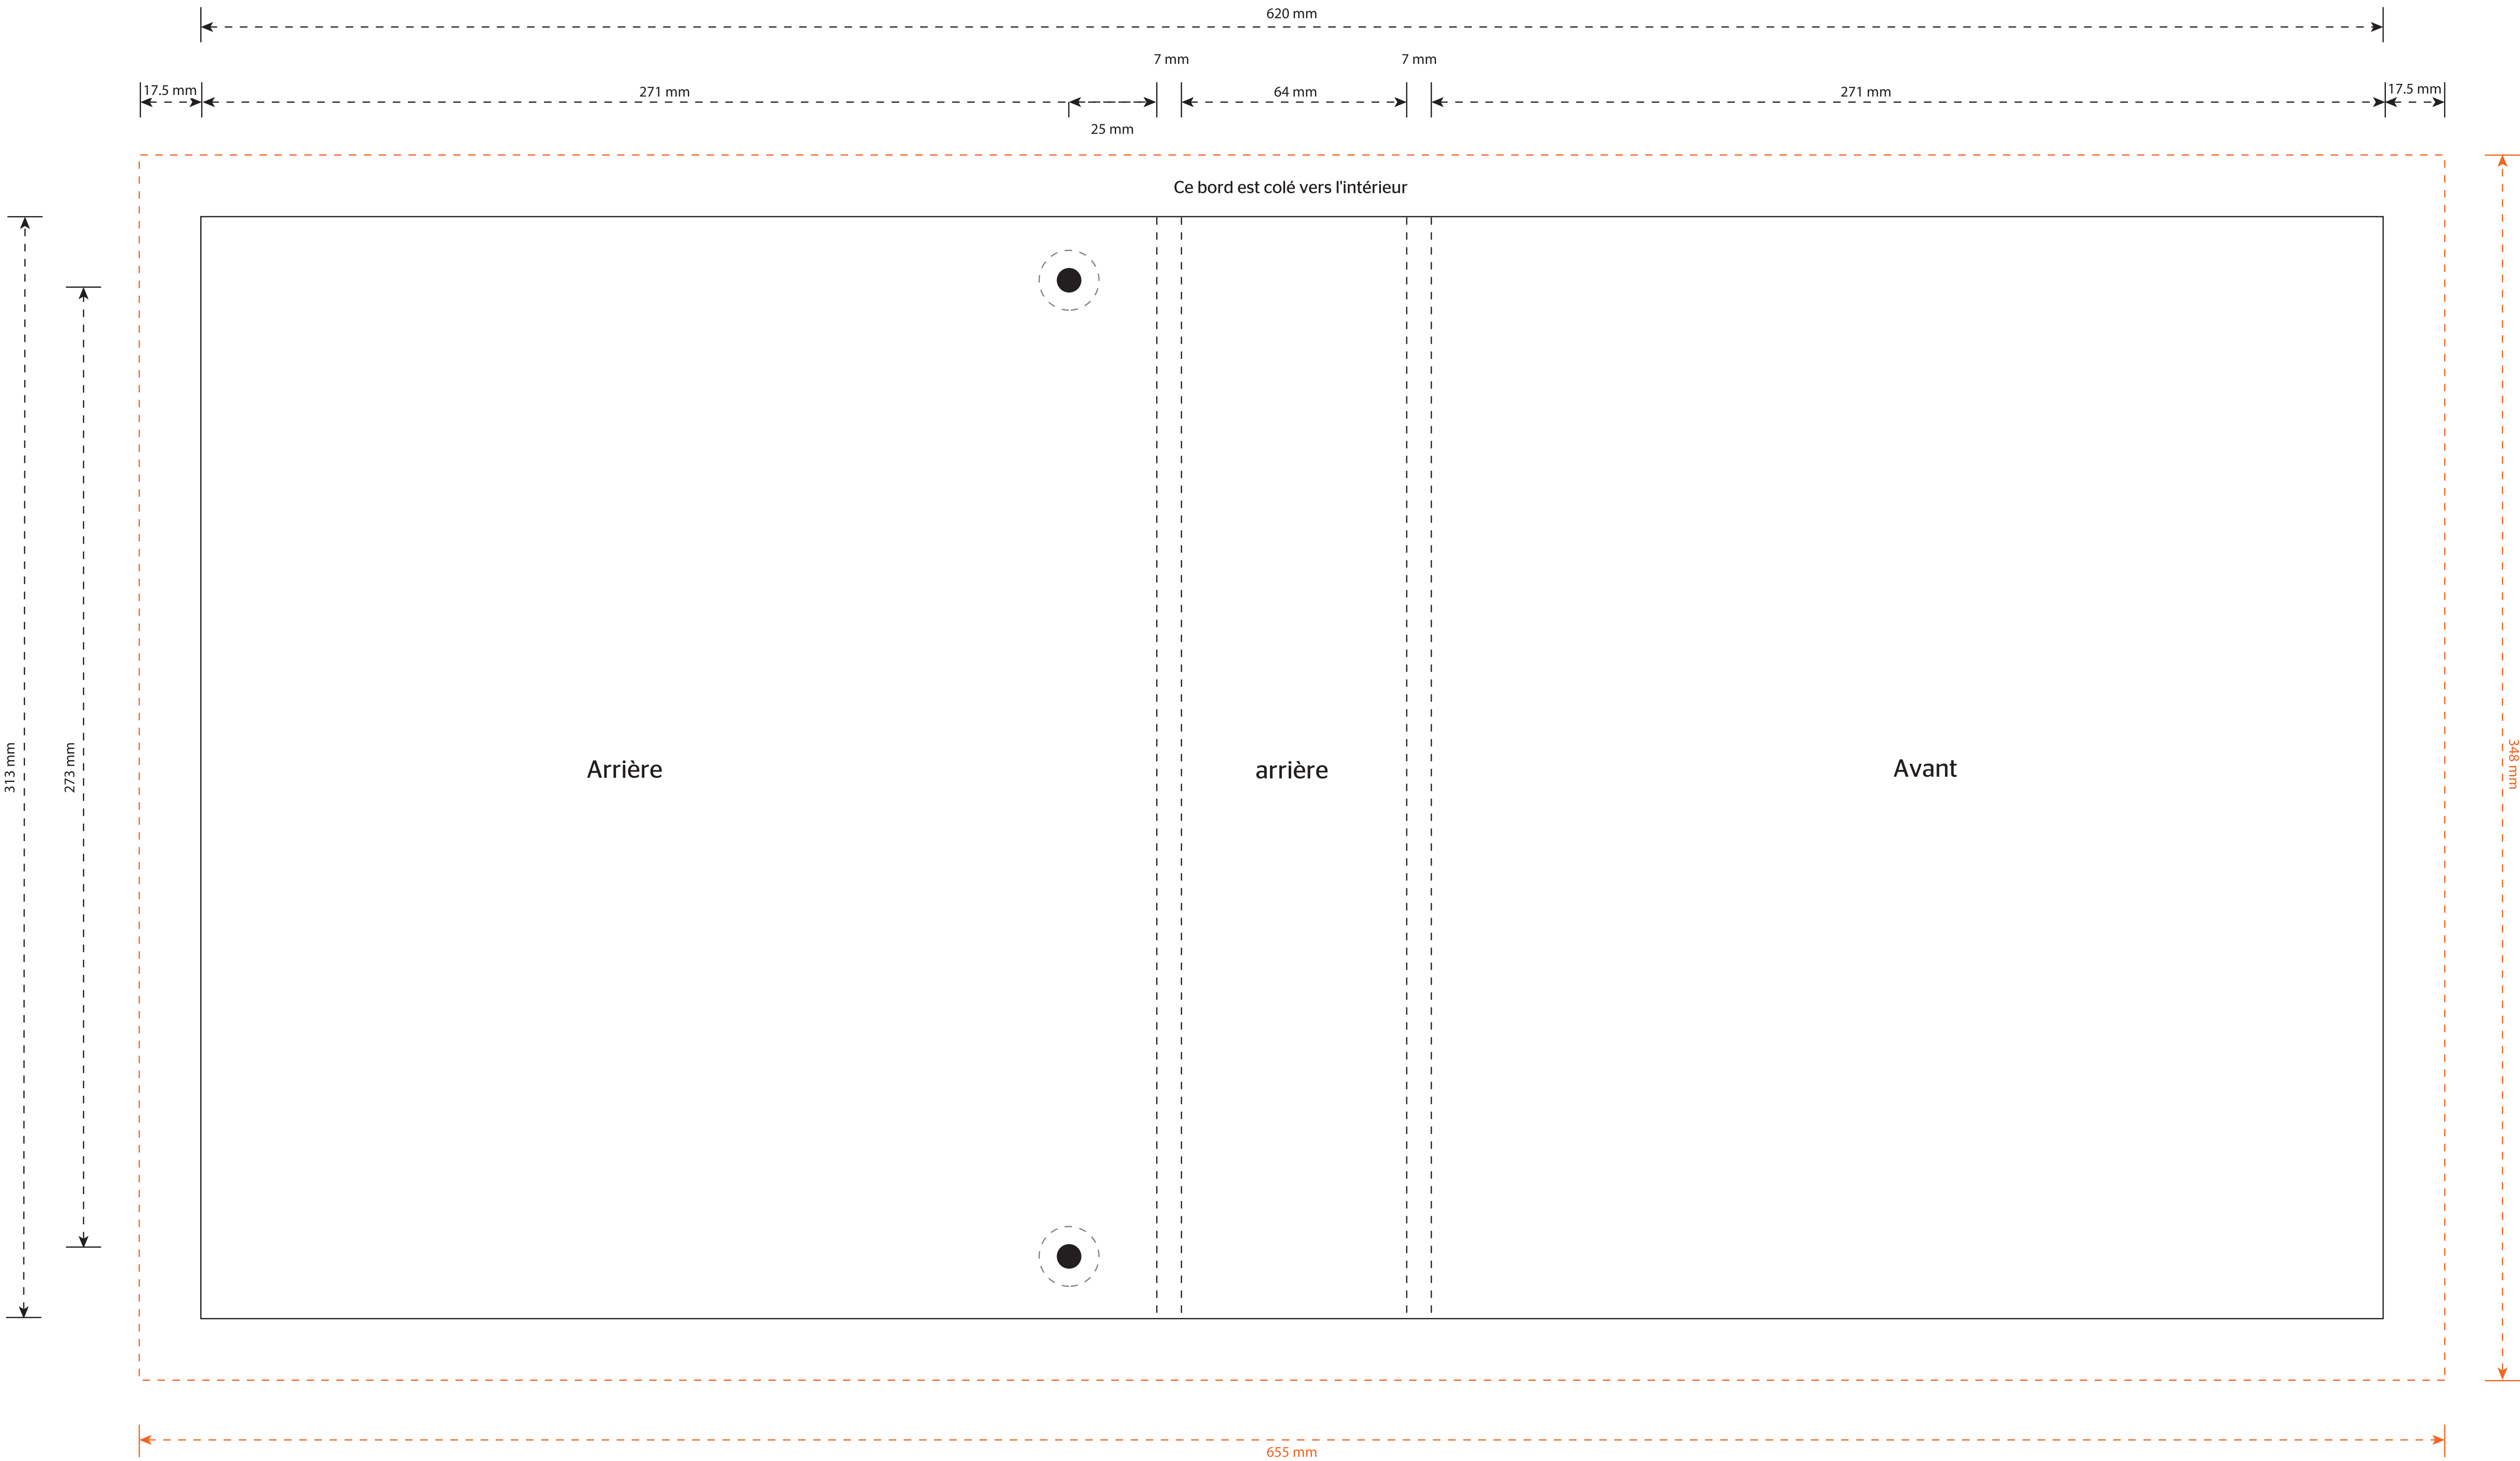 620 mm
7 mm
7 mm
17.5 mm
271 mm
64 mm
271 mm
17.5 mm
25 mm
Ce bord est colé vers l'intérieur
313 mm
273 mm
Arrière
arrière
Avant
348 mm
655 mm